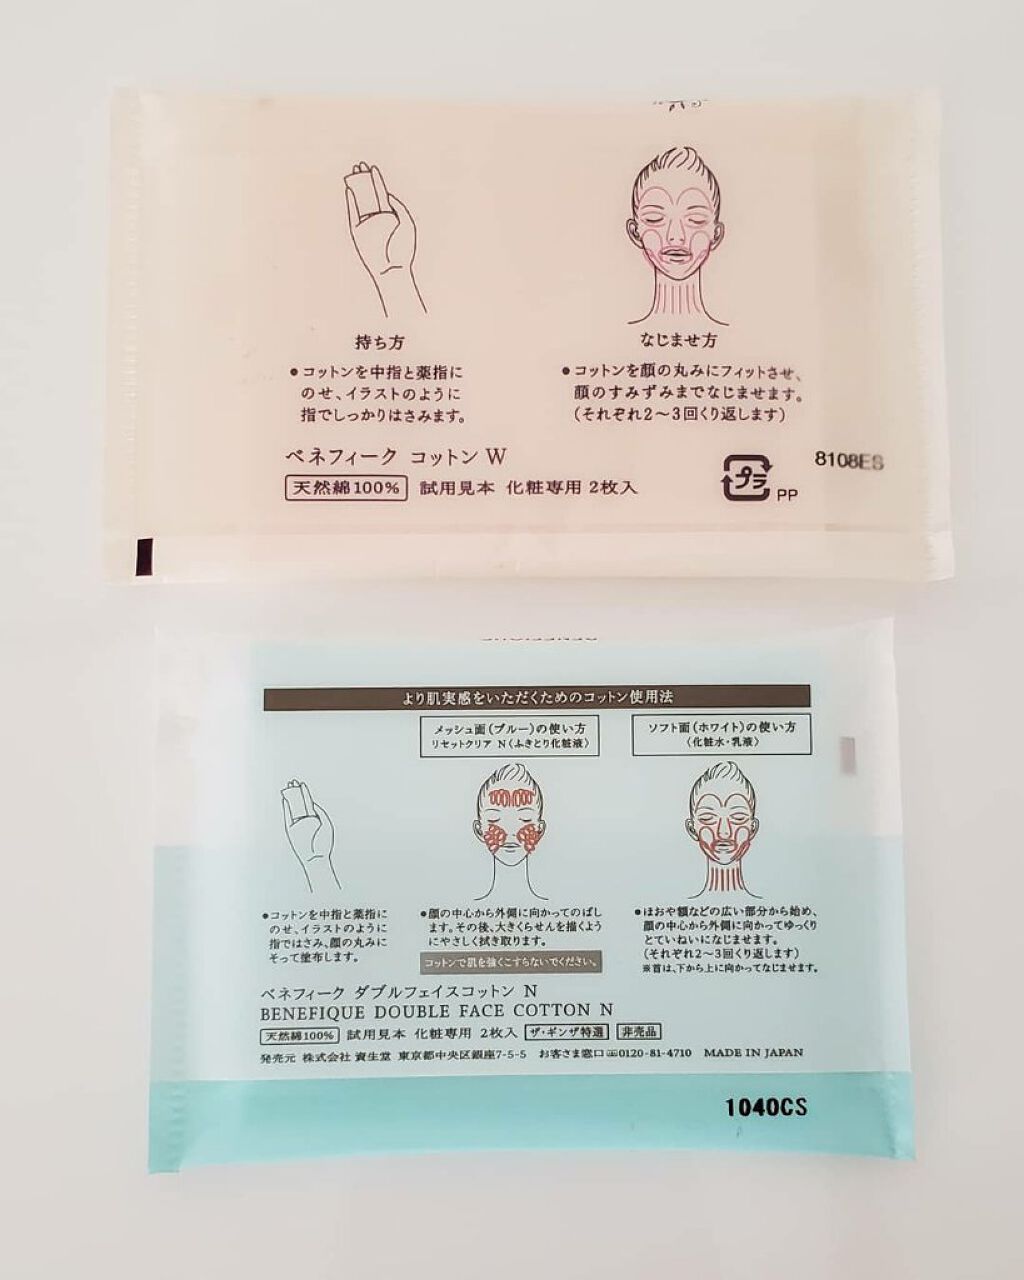 持ち方
●コットンを中指と薬指に
のせ、イラストのように
指でしっかりはさみます。
なじませ方
●コットンを顔の丸みにフィットさせ、
顔のすみずみまでなじませます。
(それぞれ2〜3回くり返します)
ベネフィーク コットン W
天然綿100% 試用見本 化粧専用 2枚入
プラ
PP
8108ES
より肌実感をいただくためのコットン使用法
メッシュ面(ブルー)の使い方
リセットクリア N〈ふきとり化粧液〉
ソフト面(ホワイト)の使い方
〈化粧水・乳液〉
●コットンを中指と薬指に
のせ、イラストのように
指ではさみ、顔の丸みに
そって塗布します。
●顔の中心から外側に向かってのばし
ます。その後、大きくらせんを描くよう
にやさしく拭き取ります。
コットンで肌を強くこすらないでください。
●ほおや額などの広い部分から始め、
顔の中心から外側に向かってゆっくり
とていねいになじませます。
(それぞれ2〜3回くり返します)
※首は、下から上に向かってなじませます。
ベネフィーク ダブルフェイスコットン N
BENEFIQUE DOUBLE FACE COTTON N
天然綿100% 試用見本 化粧専用 2枚入 ザ・ギンザ特選 非売品
発売元 株式会社 資生堂 東京都中央区銀座7-5-5 お客さま窓口 0120-81-4710 MADE IN JAPAN
1040CS